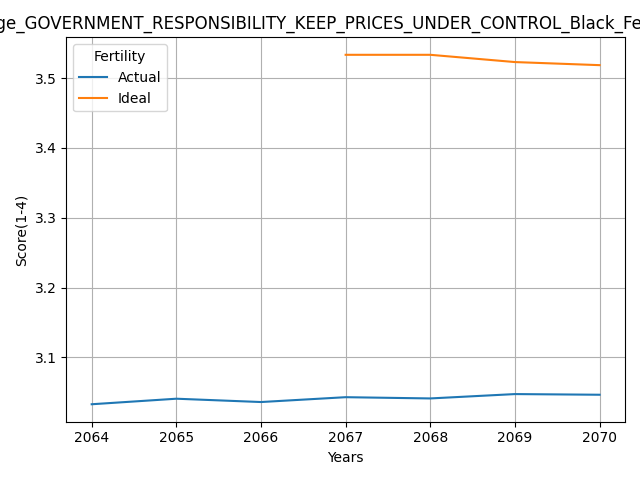 ge_GOVERNMENT_RESPONSIBILITY_KEEP_PRICES_UNDER_CONTROL_Black_Fe
Fertility
Actual
Ideal
3.5
3.4
3.3
3.2
3.1
Score(1-4)
2064 2065 2066 2067 2068 2069 2070
Years